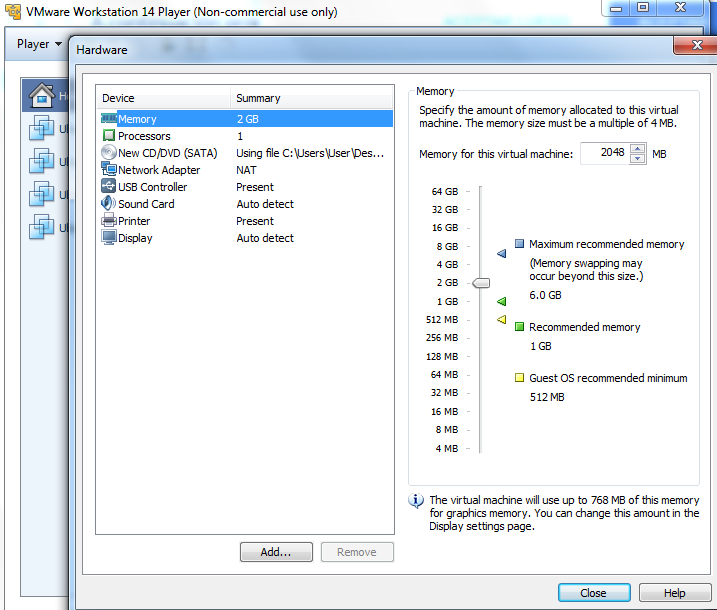 VMware Workstation 14 Player (Non-commercial use only)
Player
Hardware
Device Summary
Memory 2 GB
Processors 1
New CD/DVD (SATA) Using file C:\Users\User\Des...
Network Adapter NAT
USB Controller Present
Sound Card Auto detect
Printer Present
Display Auto detect
Add... Remove
Memory
Specify the amount of memory allocated to this virtual
machine. The memory size must be a multiple of 4 MB.
Memory for this virtual machine: 2048 MB
64 GB
32 GB
16 GB
8 GB
4 GB
2 GB
1 GB
512 MB
256 MB
128 MB
64 MB
32 MB
16 MB
8 MB
4 MB
Maximum recommended memory
(Memory swapping may
occur beyond this size.)
6.0 GB
Recommended memory
1 GB
Guest OS recommended minimum
512 MB
The virtual machine will use up to 768 MB of this memory
for graphics memory. You can change this amount in the
Display settings page.
Close Help